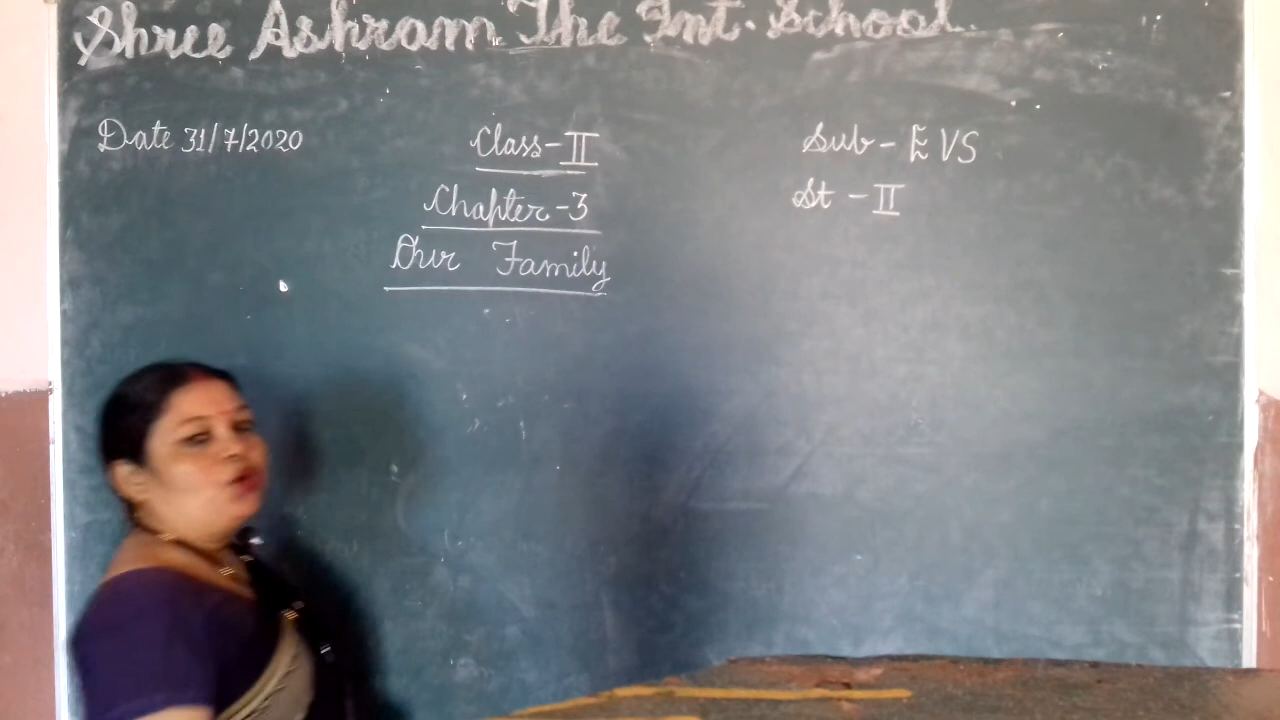 Shree Ashram The Int. School
Date 31/7/2020
Class-II
Sub - EVS
Chapter-3
St - II
Our Family